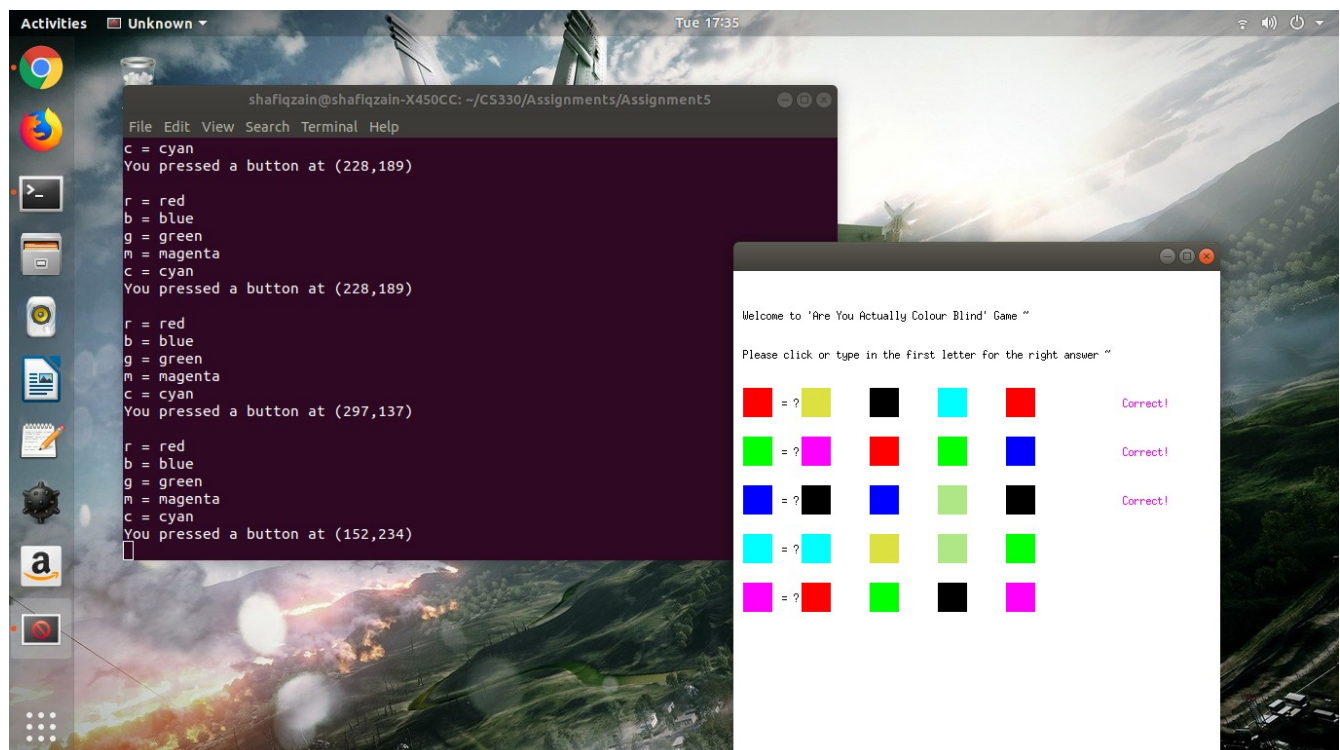 Activities Unknown Tue 17:35
shafiqzain@shafiqzain-X450CC: ~/CS330/Assignments/Assignment5
File Edit View Search Terminal Help
c = cyan
You pressed a button at (228,189)
r = red
b = blue
g = green
m = magenta
c = cyan
You pressed a button at (228,189)
r = red
b = blue
g = green
m = magenta
c = cyan
You pressed a button at (297,137)
r = red
b = blue
g = green
m = magenta
c = cyan
You pressed a button at (152,234)
Welcome to 'Are You Actually Colour Blind' Game ~
Please click or type in the first letter for the right answer ~
= ? Correct!
= ? Correct!
= ? Correct!
= ?
= ?
>_
a